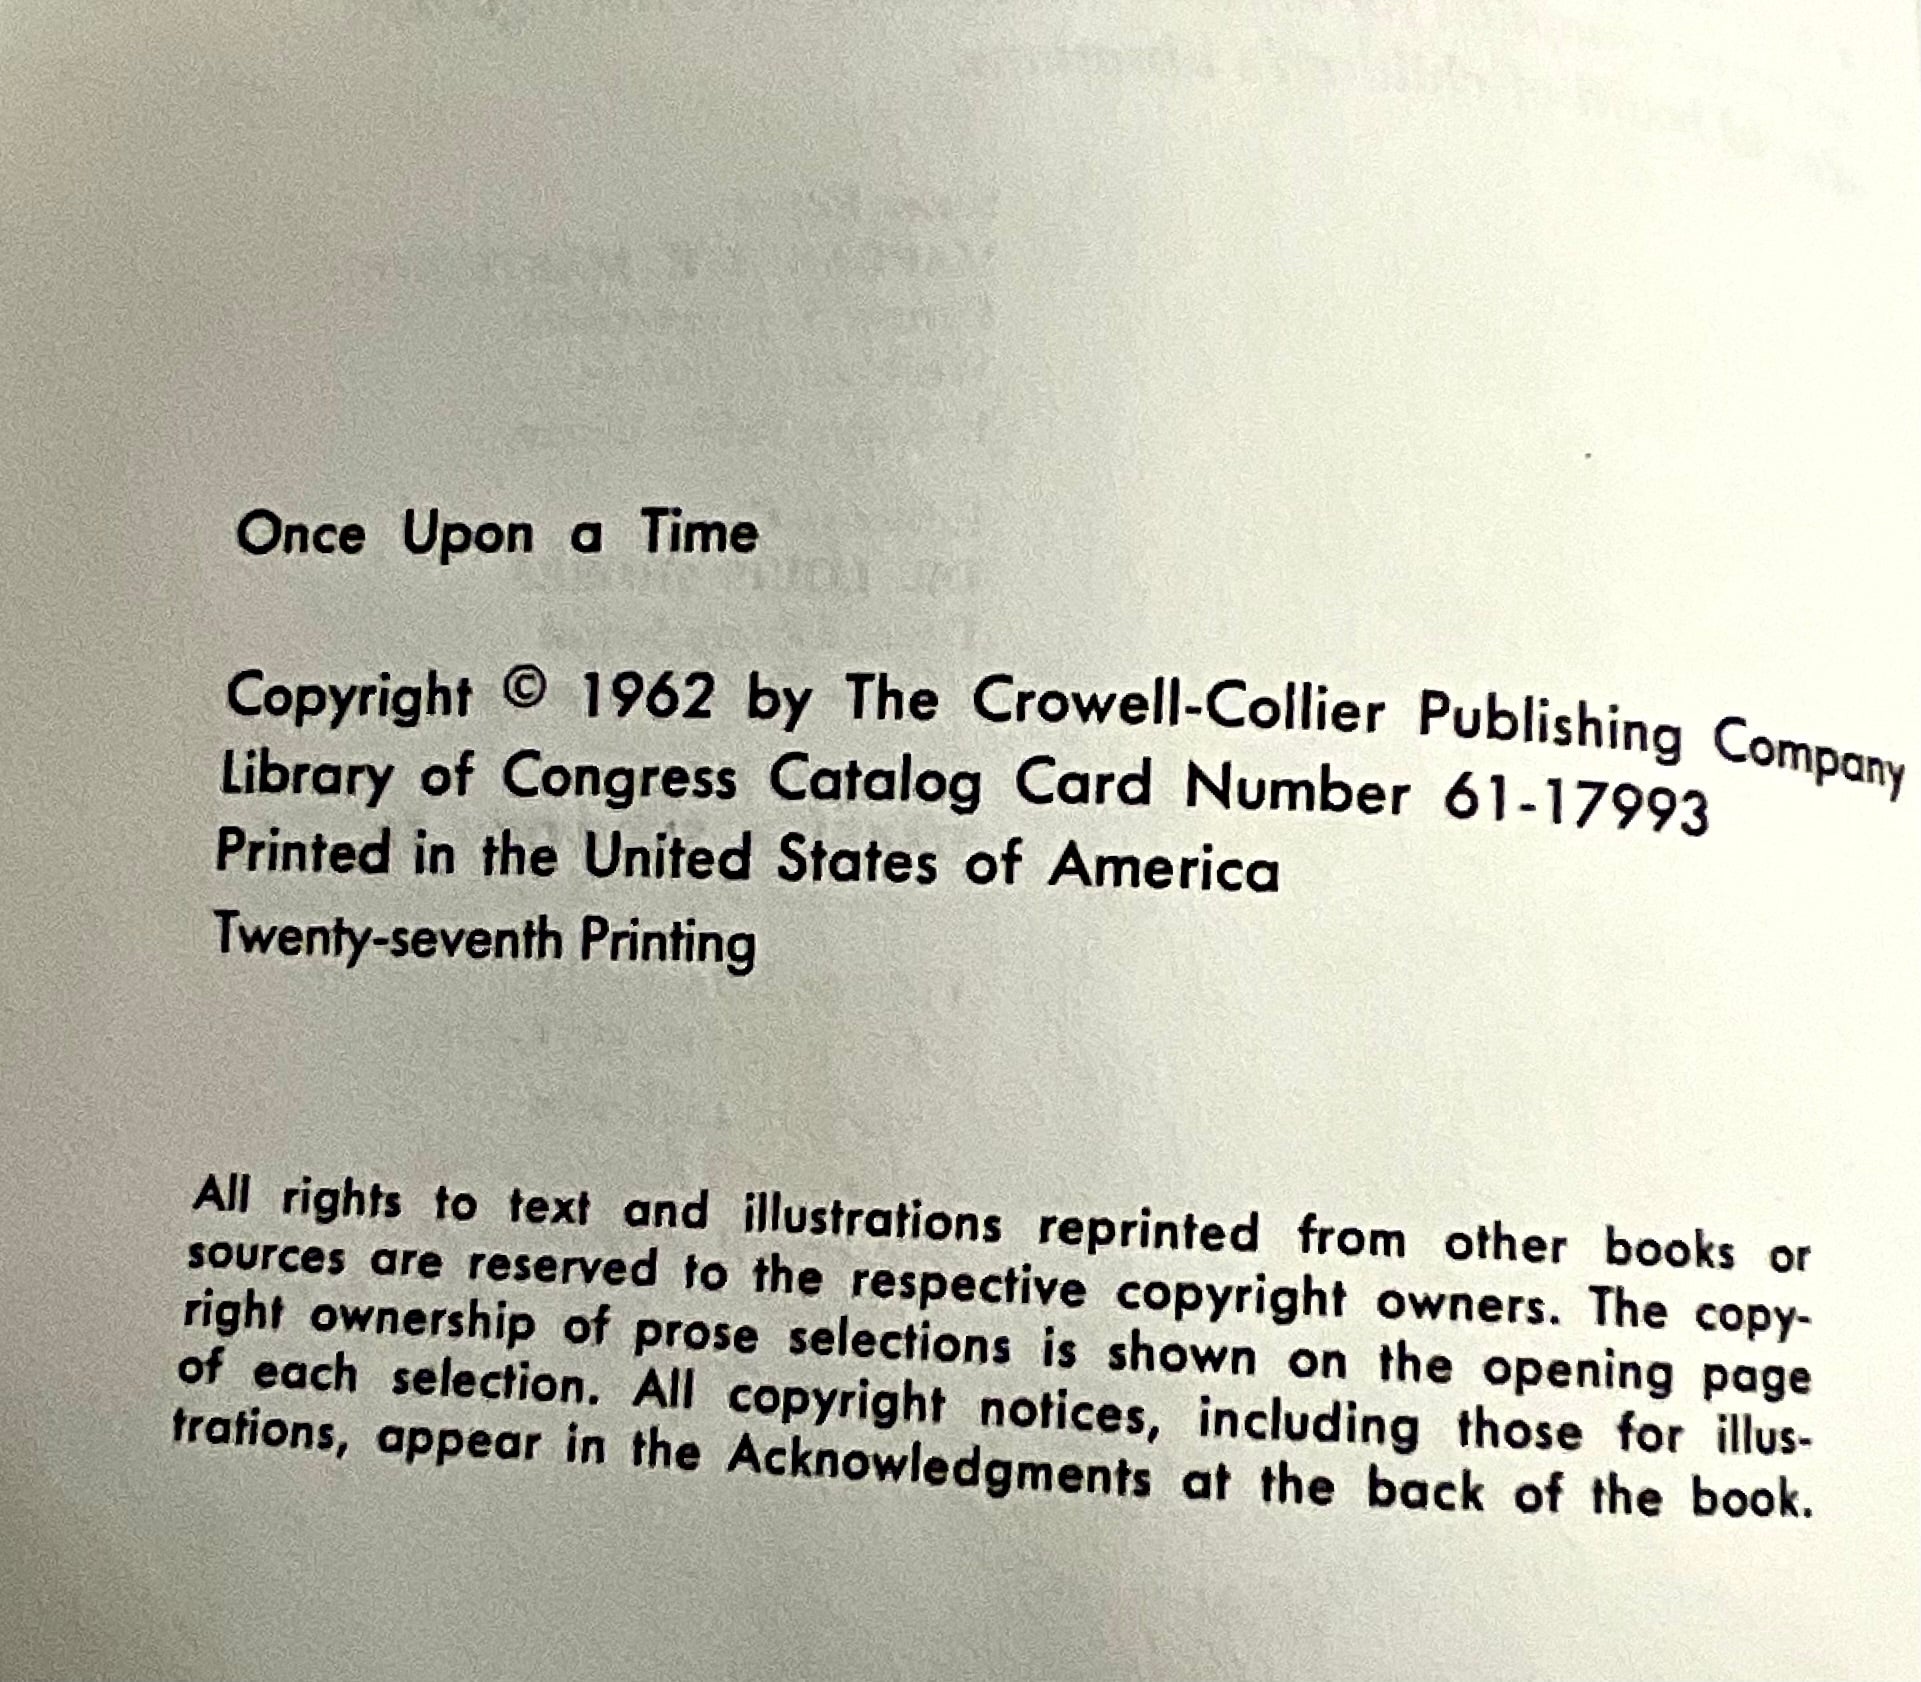 Once Upon a Time
Copyright © 1962 by The Crowell-Collier Publishing Company
Library of Congress Catalog Card Number 61-17993
Printed in the United States of America
Twenty-seventh Printing
All rights to text and illustrations reprinted from other books or
sources are reserved to the respective copyright owners. The copy-
right ownership of prose selections is shown on the opening page
of each selection. All copyright notices, including those for illus-
trations, appear in the Acknowledgments at the back of the book.